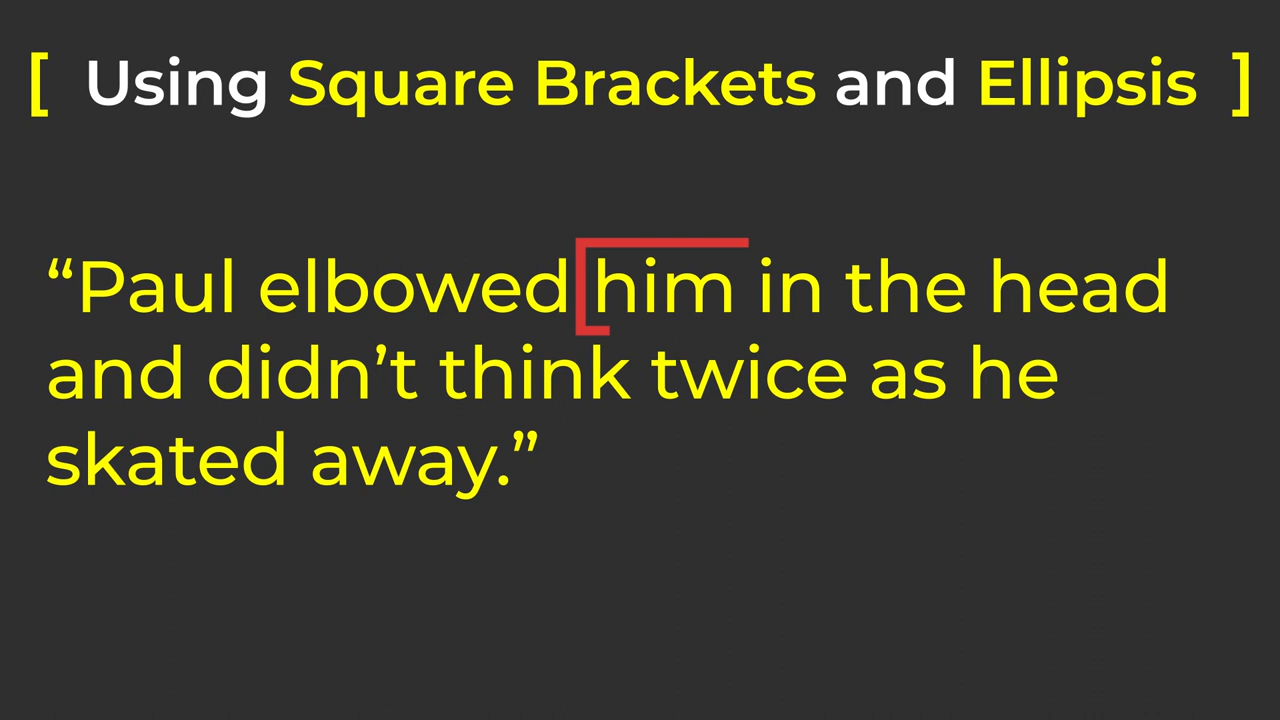 [ Using Square Brackets and Ellipsis ]
“Paul elbowed him in the head
and didn’t think twice as he
skated away.”